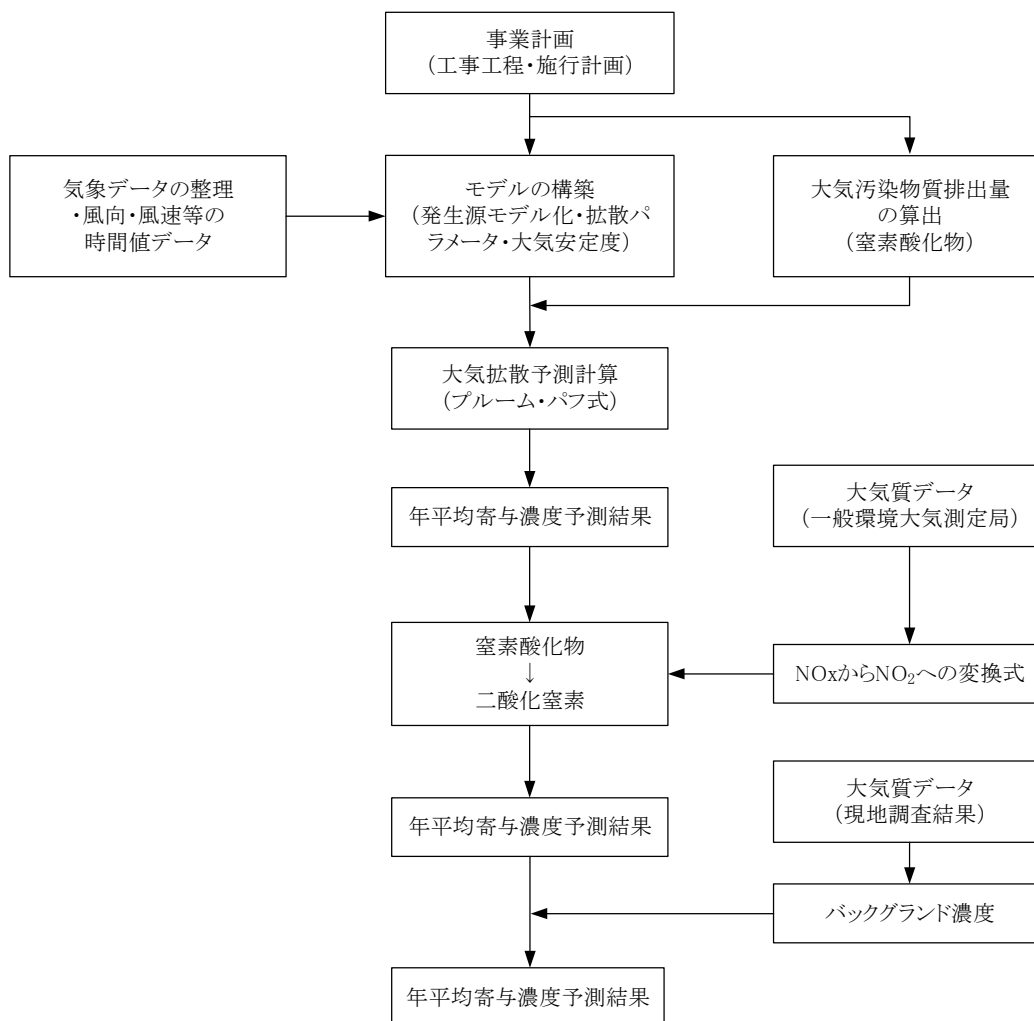 事業計画
（工事工程・施行計画）
気象データの整理
・風向・風速等の
時間値データ
モデルの構築
（発生源モデル化・拡散パ
ラメータ・大気安定度）
大気汚染物質排出量
の算出
（窒素酸化物）
大気拡散予測計算
（プルーム・パフ式）
年平均寄与濃度予測結果
大気質データ
（一般環境大気測定局）
窒素酸化物
↓
二酸化窒素
NOxからNO₂への変換式
年平均寄与濃度予測結果
大気質データ
（現地調査結果）
バックグランド濃度
年平均寄与濃度予測結果